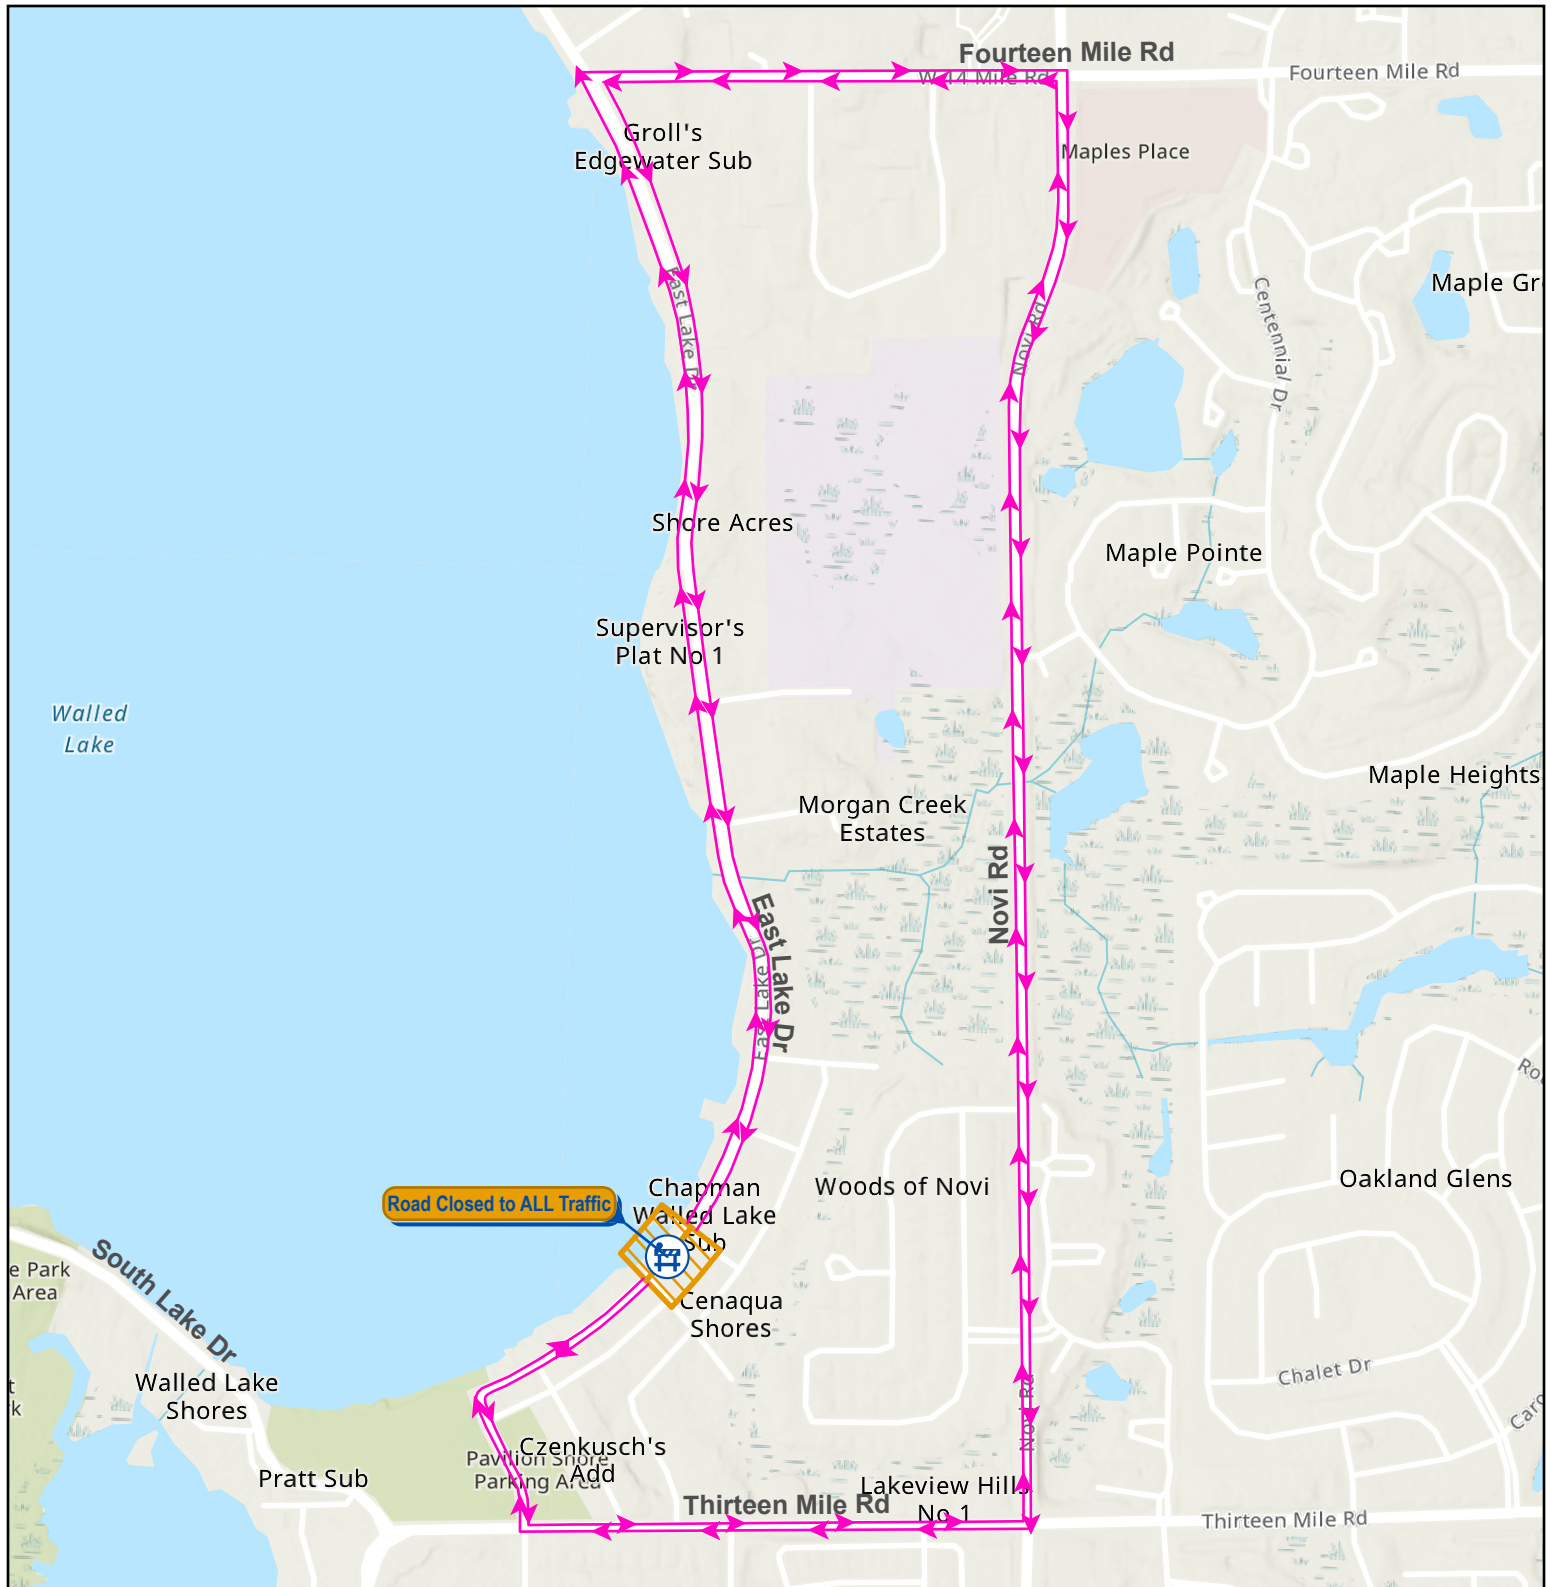 Fourteen Mile Rd
W 14 Mile Rd
Fourteen Mile Rd
Groll's
Edgewater Sub
Maples Place
East Lake Dr
Novi Rd
Centennial Dr
Shore Acres
Maple Pointe
Supervisor's
Plat No 1
Walled
Lake
Maple Heights
Morgan Creek
Estates
Novi Rd
East Lake Dr
East Lake Dr
Road Closed to ALL Traffic
Chapman
Walled Lake
Sub
Woods of Novi
Oakland Glens
South Lake Dr
e Park
Area
Cenaqua
Shores
Walled Lake
Shores
Chalet Dr
Novi Rd
Czenkusch's
Add
Pavilion Shore
Parking Area
Pratt Sub
Lakeview Hills
No 1
Thirteen Mile Rd
Thirteen Mile Rd